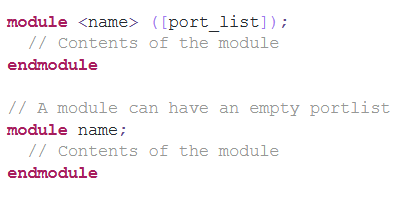 module <name> ([port_list]);
// Contents of the module
endmodule
// A module can have an empty portlist
module name;
// Contents of the module
endmodule